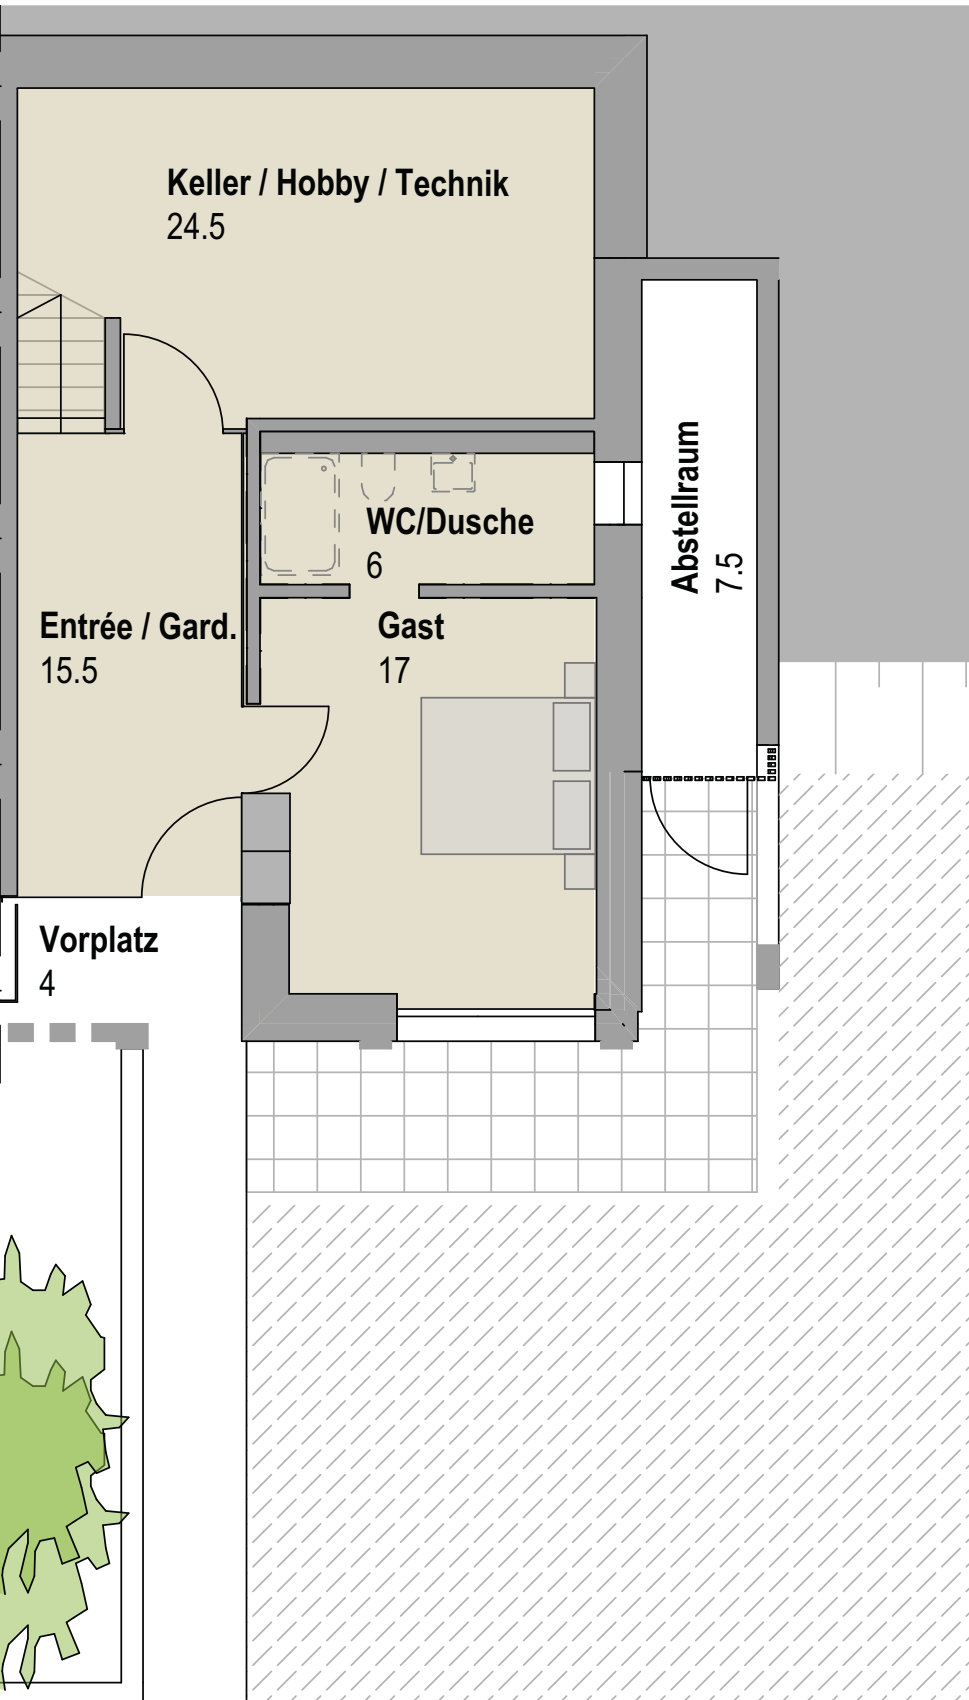 Keller / Hobby / Technik
24.5
Abstellraum
7.5
WC/Dusche
6
Entrée / Gard.
15.5
Gast
17
Vorplatz
4